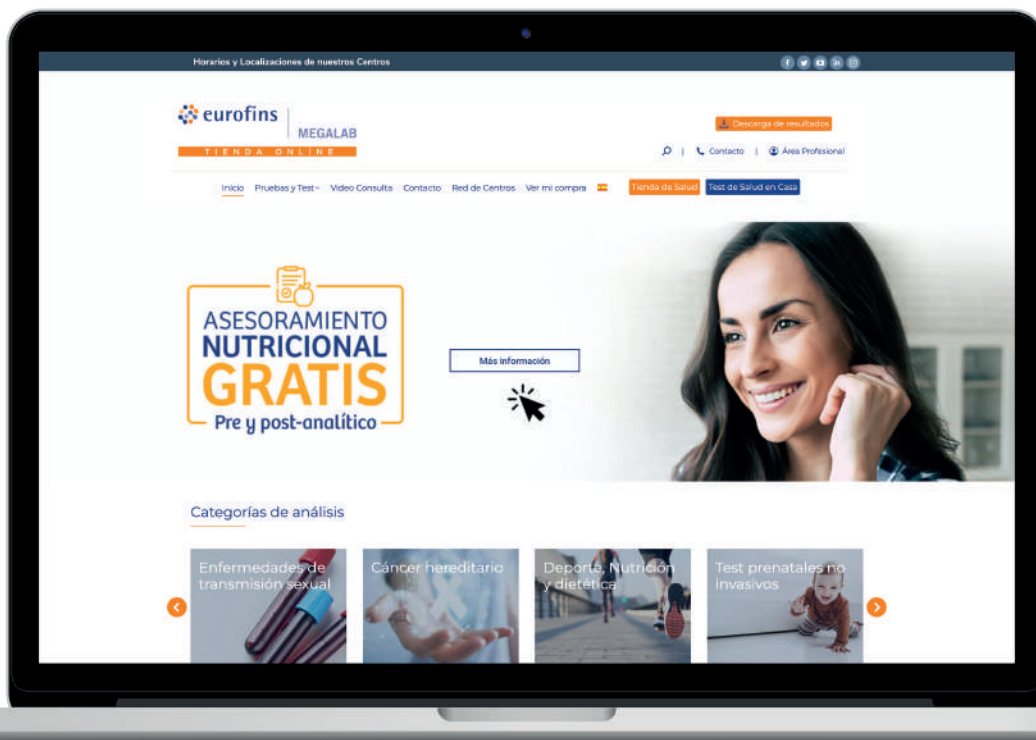 Horarios y Localizaciones de nuestros Centros
eurofins
MEGALAB
TIENDA ONLINE
Descarga de resultados
Contacto | Área Profesional
Inicio Pruebas y Test Video Consulta Contacto Red de Centros Ver mi compra Tienda de Salud Test de Salud en Casa
ASESORAMIENTO
NUTRICIONAL
GRATIS
Pre y post-analítico
Más información
Categorías de análisis
Enfermedades de
transmisión sexual
Cáncer hereditario
Deporte, Nutrición
y dietética
Test prenatales no
invasivos